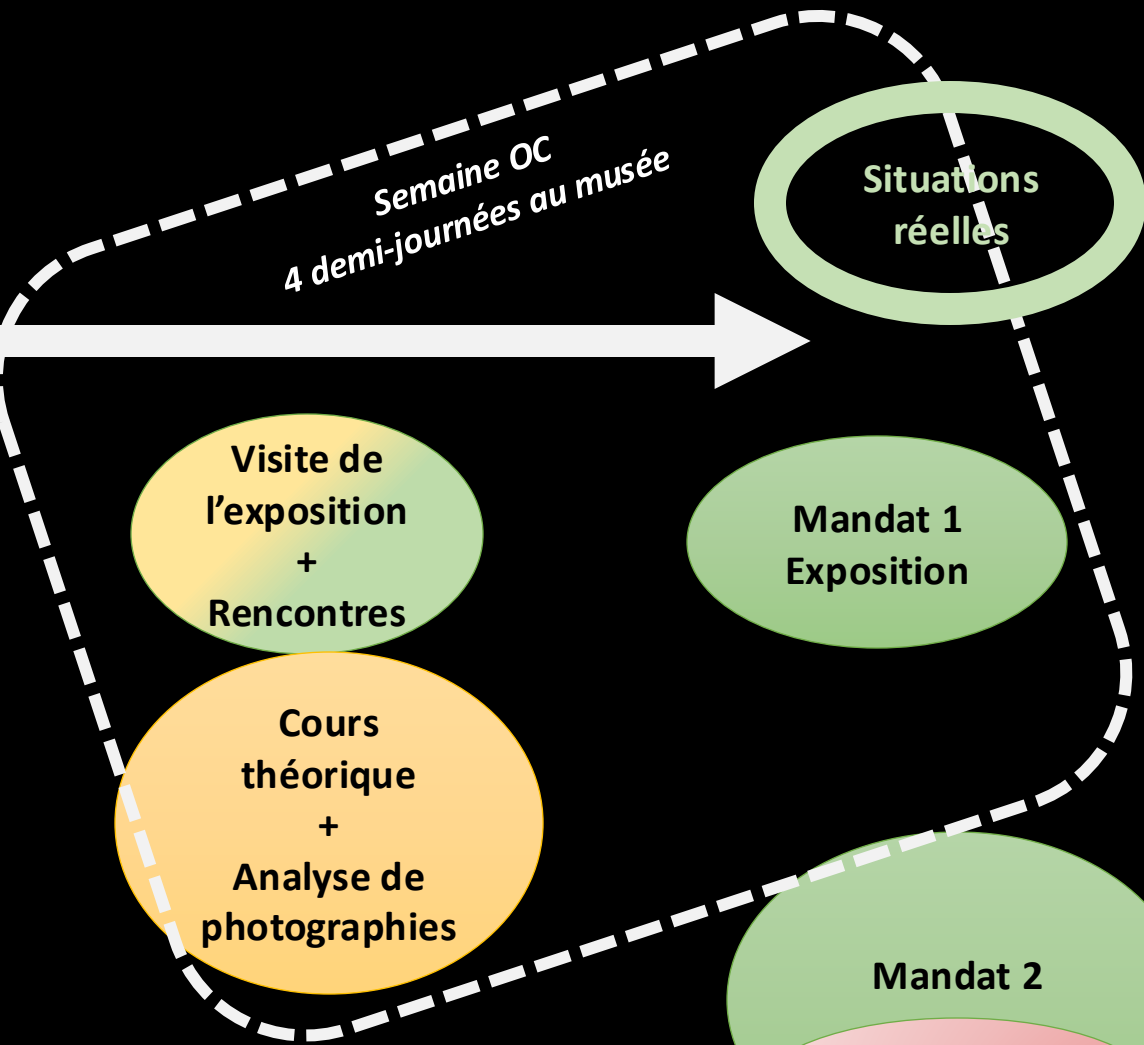 Semaine OC
4 demi-journées au musée
Situations
réelles
Visite de
l’exposition
+
Rencontres
Mandat 1
Exposition
Cours
théorique
+
Analyse de
photographies
Mandat 2